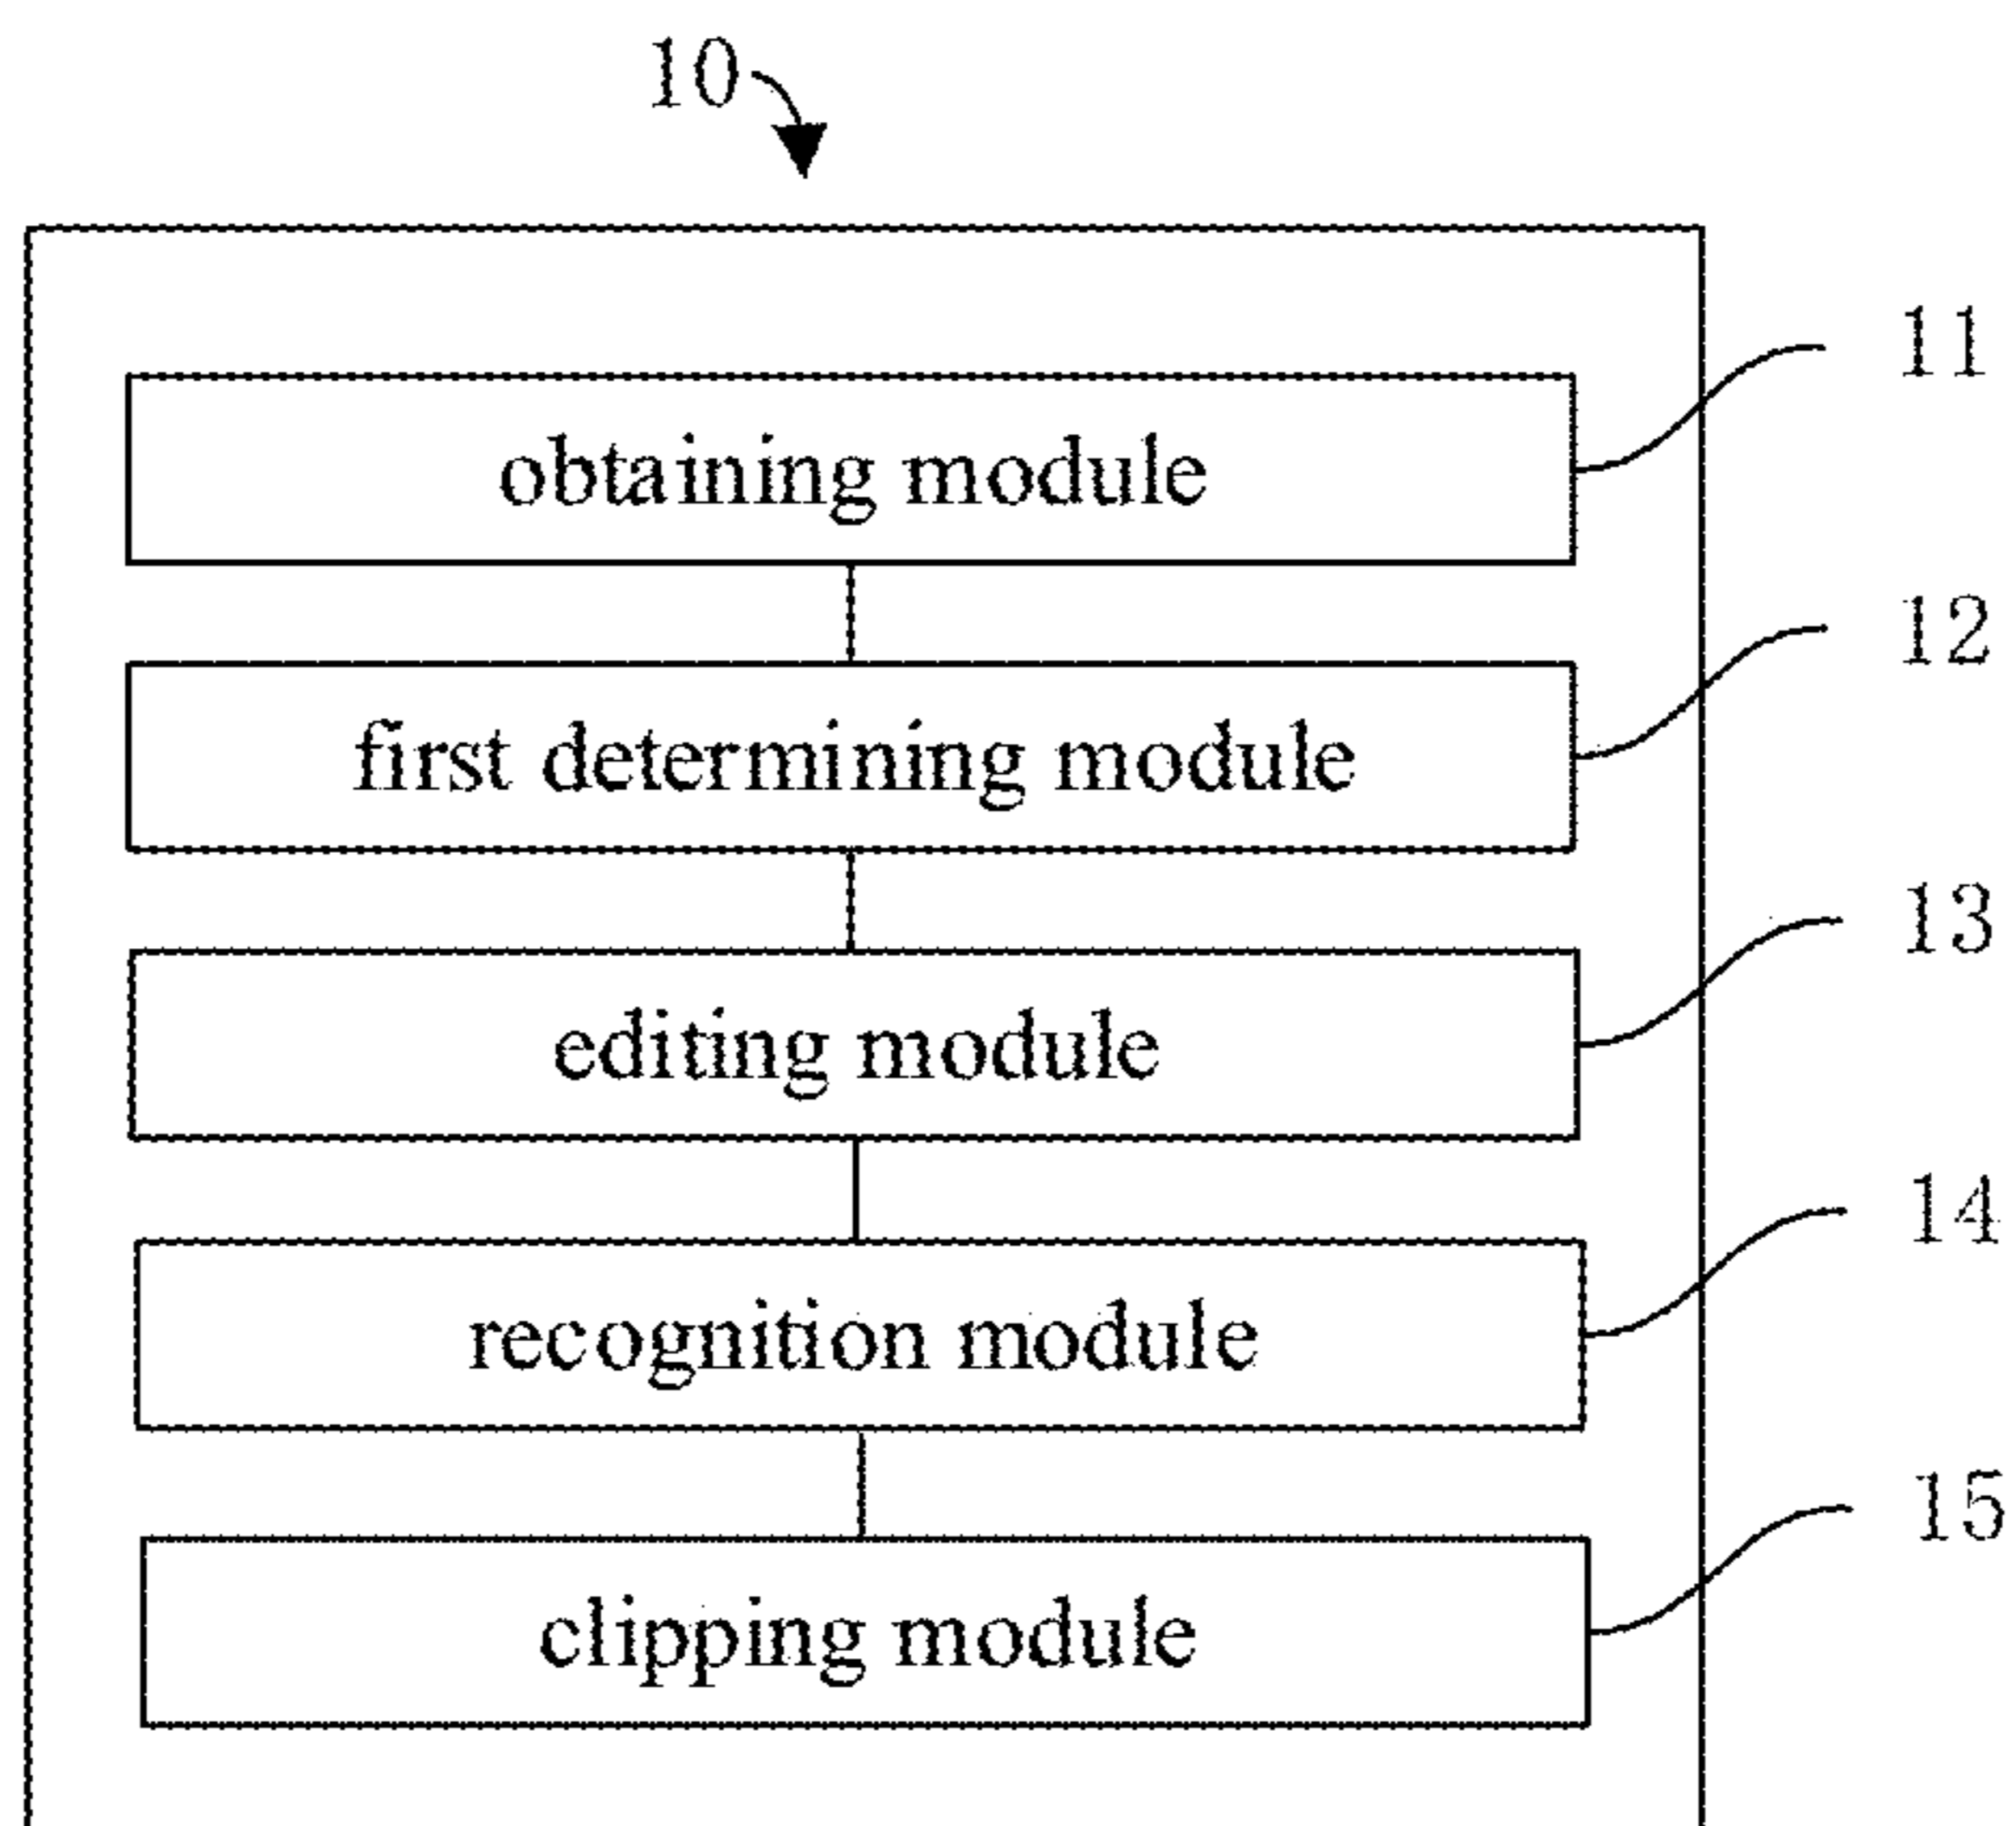 10
obtaining module
11
first determining module
12
editing module
13
recognition module
14
clipping module
15